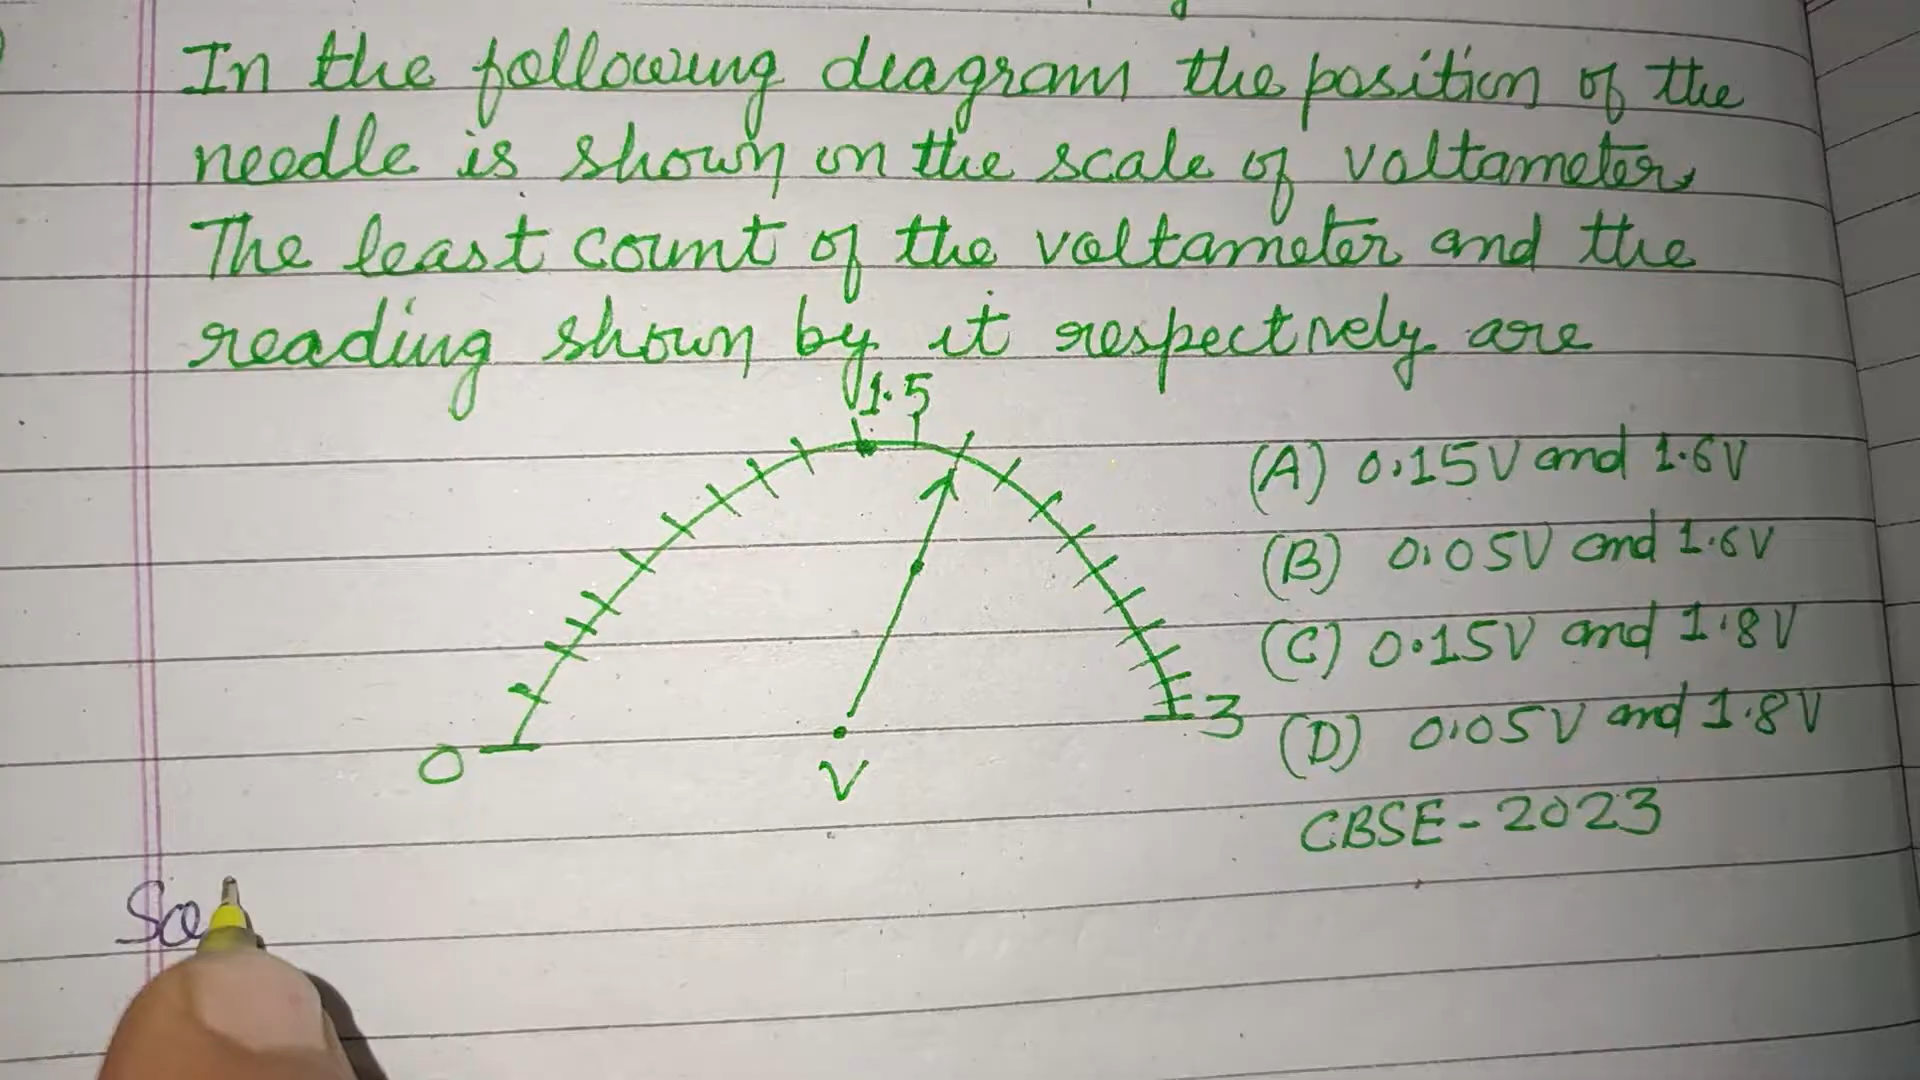 In the following diagram the position of the
needle is shown on the scale of voltameter,
The least count of the voltameter and the
reading shown by it respectively are
1.5
(A) 0.15V and 1.6V
(B) 0.05V and 1.6V
(C) 0.15V and 1.8V
(D) 0.05V and 1.8V
0
3
V
CBSE-2023
So